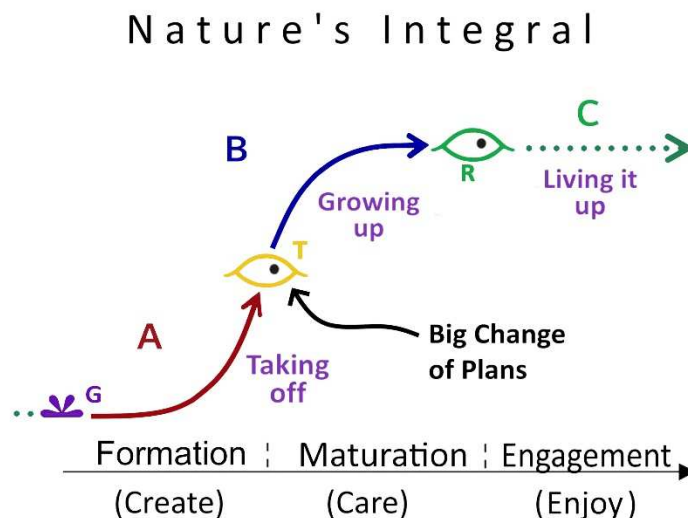 Nature's Integral
C
B
R
Growing
up
Living it
up
T
A
Big Change
of Plans
Taking
off
G
Formation Maturation Engagement
(Create) (Care) (Enjoy)